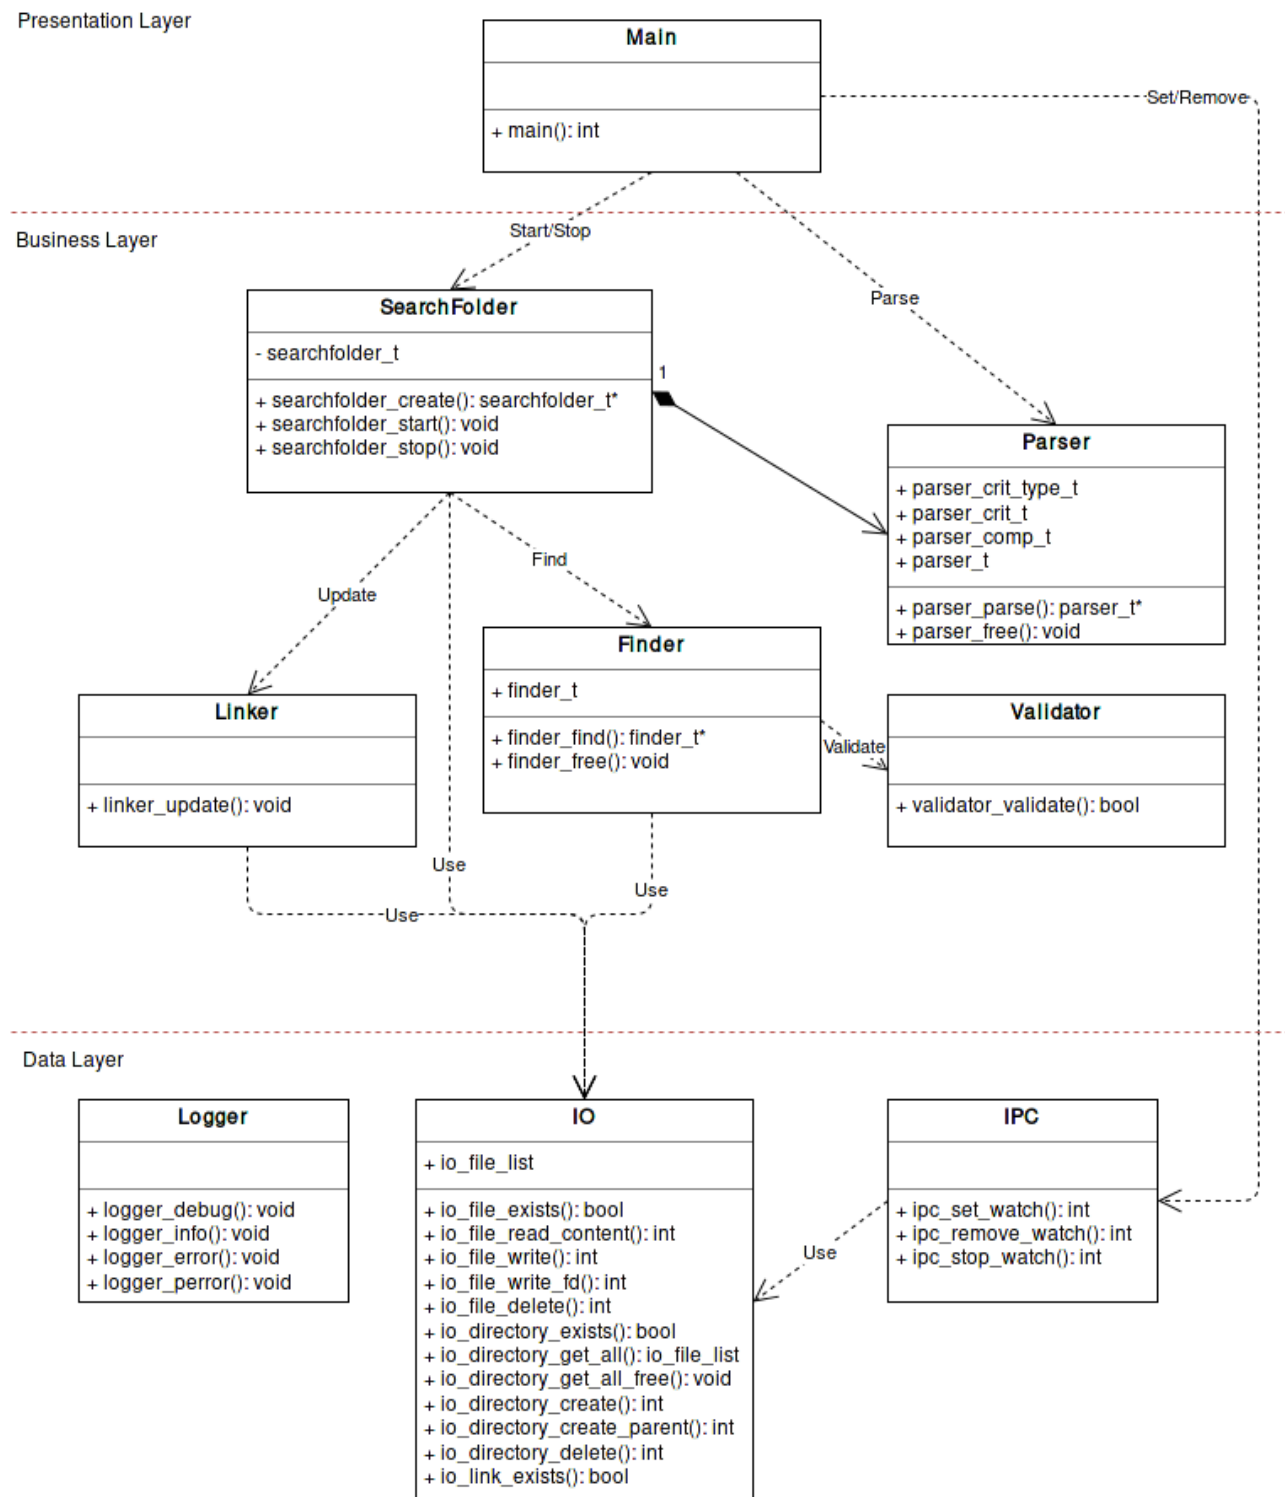 Presentation Layer
Main
+ main(): int
Set/Remove
Business Layer
Start/Stop
Parse
SearchFolder
- searchfolder_t
+ searchfolder_create(): searchfolder_t*
+ searchfolder_start(): void
+ searchfolder_stop(): void
1
Parser
+ parser_crit_type_t
+ parser_crit_t
+ parser_comp_t
+ parser_t
+ parser_parse(): parser_t*
+ parser_free(): void
Find
Update
Finder
+ finder_t
+ finder_find(): finder_t*
+ finder_free(): void
Linker
+ linker_update(): void
Validate
Validator
+ validator_validate(): bool
Use
Use
Use
Data Layer
Logger
+ logger_debug(): void
+ logger_info(): void
+ logger_error(): void
+ logger_perror(): void
IO
+ io_file_list
+ io_file_exists(): bool
+ io_file_read_content(): int
+ io_file_write(): int
+ io_file_write_fd(): int
+ io_file_delete(): int
+ io_directory_exists(): bool
+ io_directory_get_all(): io_file_list
+ io_directory_get_all_free(): void
+ io_directory_create(): int
+ io_directory_create_parent(): int
+ io_directory_delete(): int
+ io_link_exists(): bool
Use
IPC
+ ipc_set_watch(): int
+ ipc_remove_watch(): int
+ ipc_stop_watch(): int